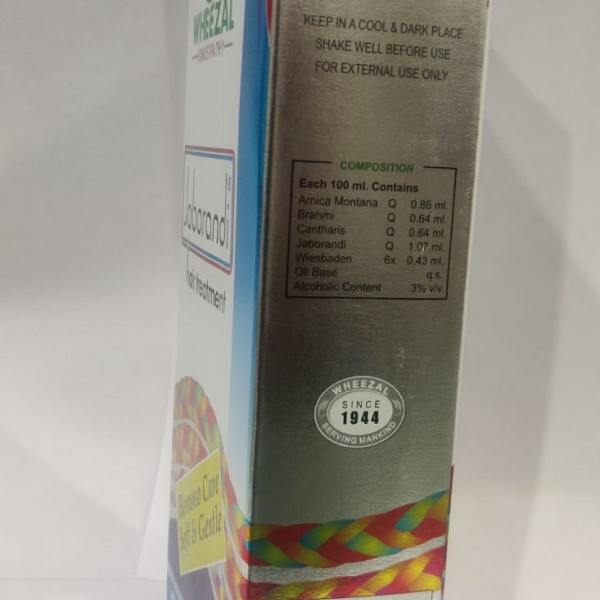 WHEEZAL
HOMOEOPATHY
Jaborandi®
hair treatment
Care
Soft & Gentle
KEEP IN A COOL & DARK PLACE
SHAKE WELL BEFORE USE
FOR EXTERNAL USE ONLY
COMPOSITION
Each 100 ml. Contains
Arnica Montana Q 0.86 ml.
Brahmi Q 0.64 ml.
Cantharis Q 0.64 ml.
Jaborandi Q 1.07 ml.
Wiesbaden 6x 0.43 ml.
Oil Base q.s.
Alcoholic Content 3% v/v
WHEEZAL
SINCE
1944
SERVING MANKIND